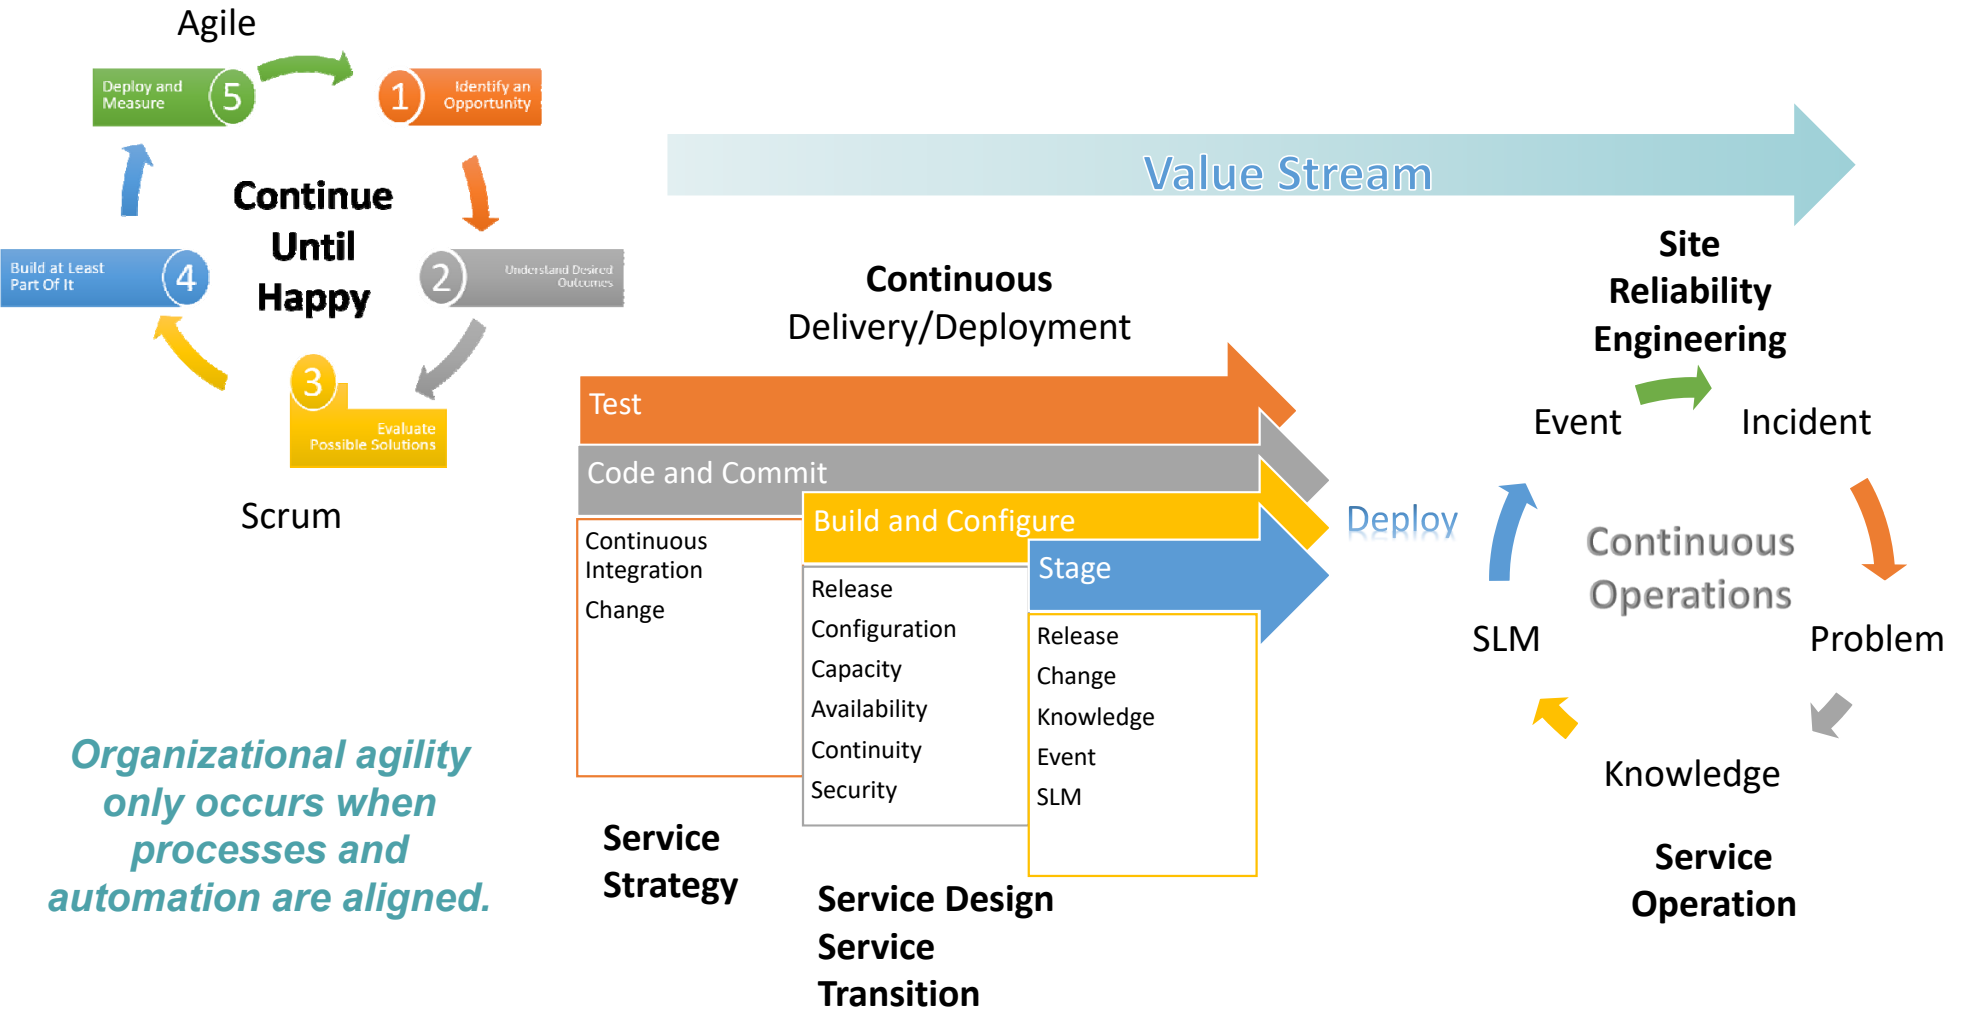 Agile
Deploy and
Measure
5
1
Identify an
Opportunity
Continue
Until
Happy
Build at Least
Part Of It
4
2
Understand Desired
Outcomes
3
Evaluate
Possible Solutions
Scrum
Organizational agility
only occurs when
processes and
automation are aligned.
Value Stream
Continuous
Delivery/Deployment
Test
Code and Commit
Build and Configure
Stage
Continuous
Integration
Change
Release
Configuration
Capacity
Availability
Continuity
Security
Release
Change
Knowledge
Event
SLM
Service
Strategy
Service Design
Service
Transition
Deploy
Site
Reliability
Engineering
Event
Incident
Continuous
Operations
SLM
Problem
Knowledge
Service
Operation